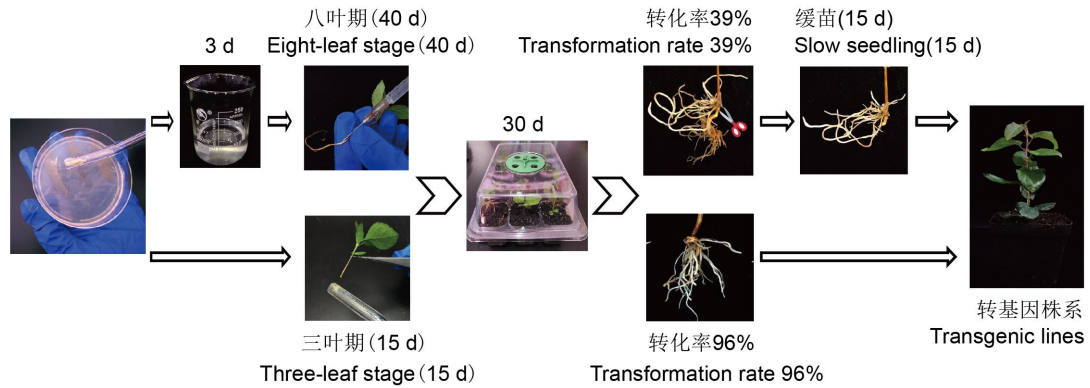 3 d
八叶期(40 d)
Eight-leaf stage(40 d)
30 d
转化率39%
Transformation rate 39%
缓苗(15 d)
Slow seedling(15 d)
三叶期(15 d)
Three-leaf stage(15 d)
转化率96%
Transformation rate 96%
转基因株系
Transgenic lines